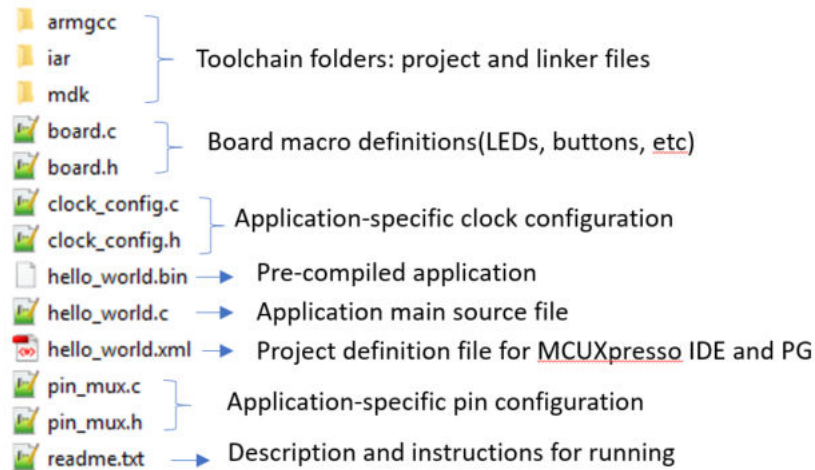 armgcc
iar
mdk
Toolchain folders: project and linker files
board.c
board.h
Board macro definitions(LEDs, buttons, etc)
clock_config.c
clock_config.h
Application-specific clock configuration
hello_world.bin Pre-compiled application
hello_world.c Application main source file
hello_world.xml Project definition file for MCUXpresso IDE and PG
pin_mux.c
pin_mux.h
Application-specific pin configuration
readme.txt Description and instructions for running